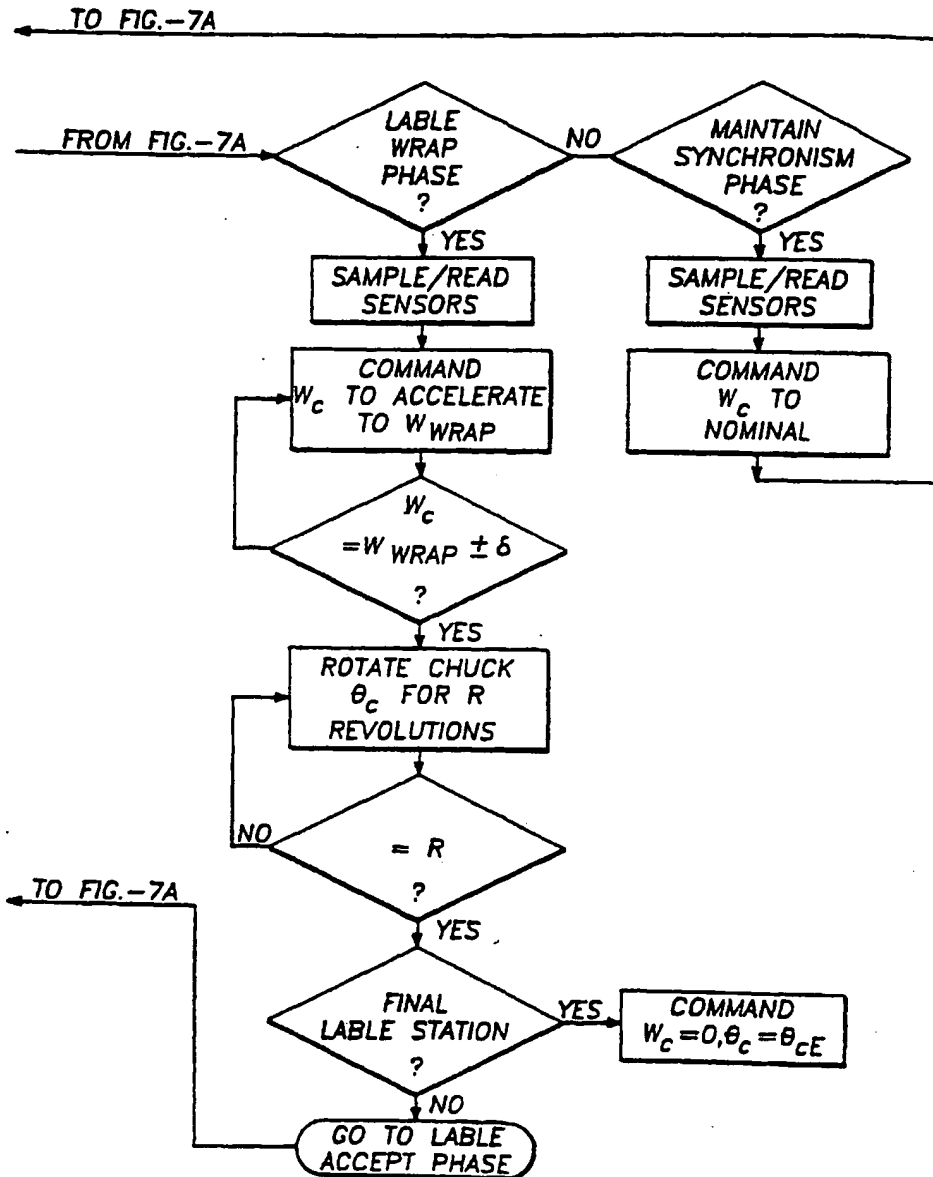 TO FIG.-7A
FROM FIG.-7A
LABLE
WRAP
PHASE
?
NO
MAINTAIN
SYNCHRONISM
PHASE
?
YES
YES
SAMPLE/READ
SENSORS
SAMPLE/READ
SENSORS
COMMAND
W_c TO ACCELERATE
TO W_WRAP
COMMAND
W_c TO
NOMINAL
W_c
=W_WRAP ± δ
?
YES
ROTATE CHUCK
θ_c FOR R
REVOLUTIONS
NO
= R
?
TO FIG.-7A
YES
FINAL
LABLE STATION
?
YES
COMMAND
W_c=0,θ_c=θ_cE
NO
GO TO LABLE
ACCEPT PHASE